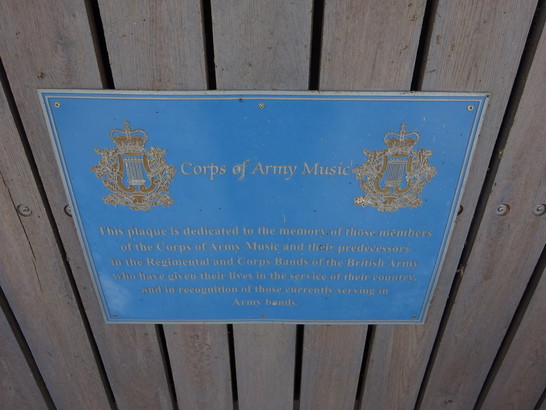 Corps of Army Music
This plaque is dedicated to the memory of those members
of the Corps of Army Music and their predecessors
in the Regimental and Corps Bands of the British Army
who have given their lives in the service of their country,
and in recognition of those currently serving in
Army bands.